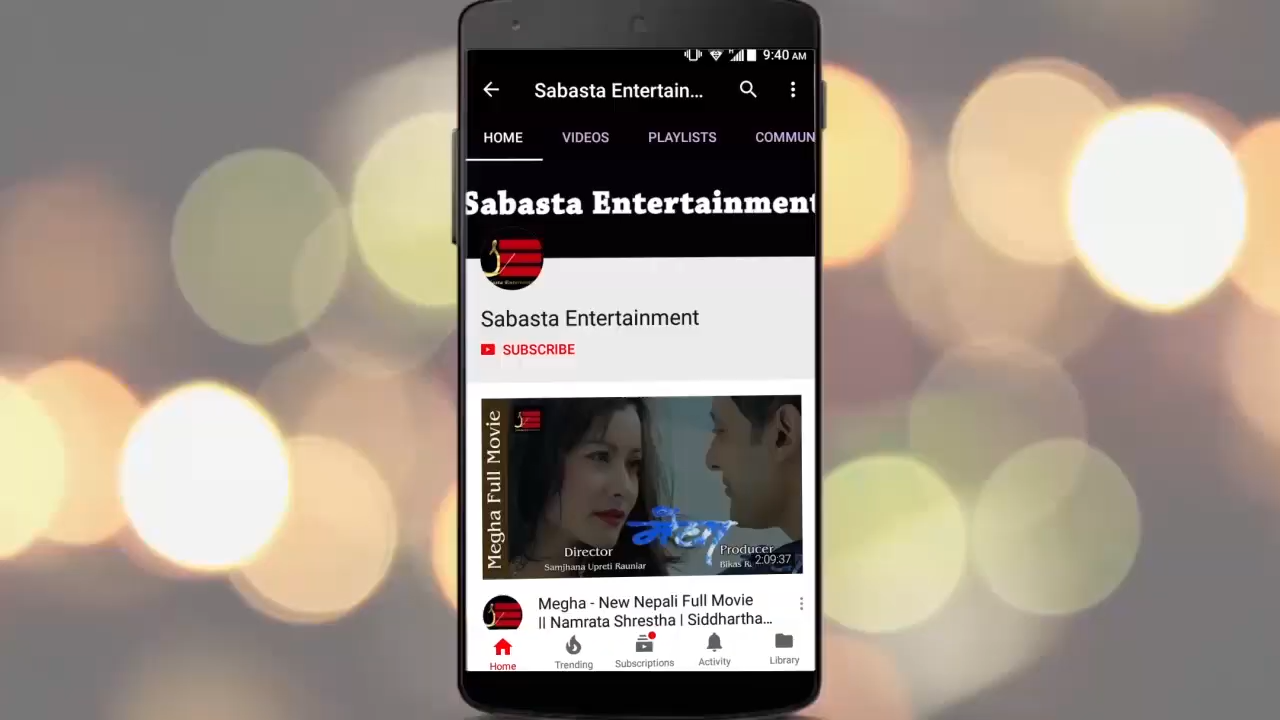 9:40 AM
Sabasta Entertain...
HOME VIDEOS PLAYLISTS COMMUN
Sabasta Entertainment
Sabasta Entertainment
SUBSCRIBE
Megha Full Movie
मेघा
Director
Samjhana Upreti Rauniar
Producer
Bikas R.
2:09:37
Megha - New Nepali Full Movie
|| Namrata Shrestha | Siddhartha...
Home Trending Subscriptions Activity Library